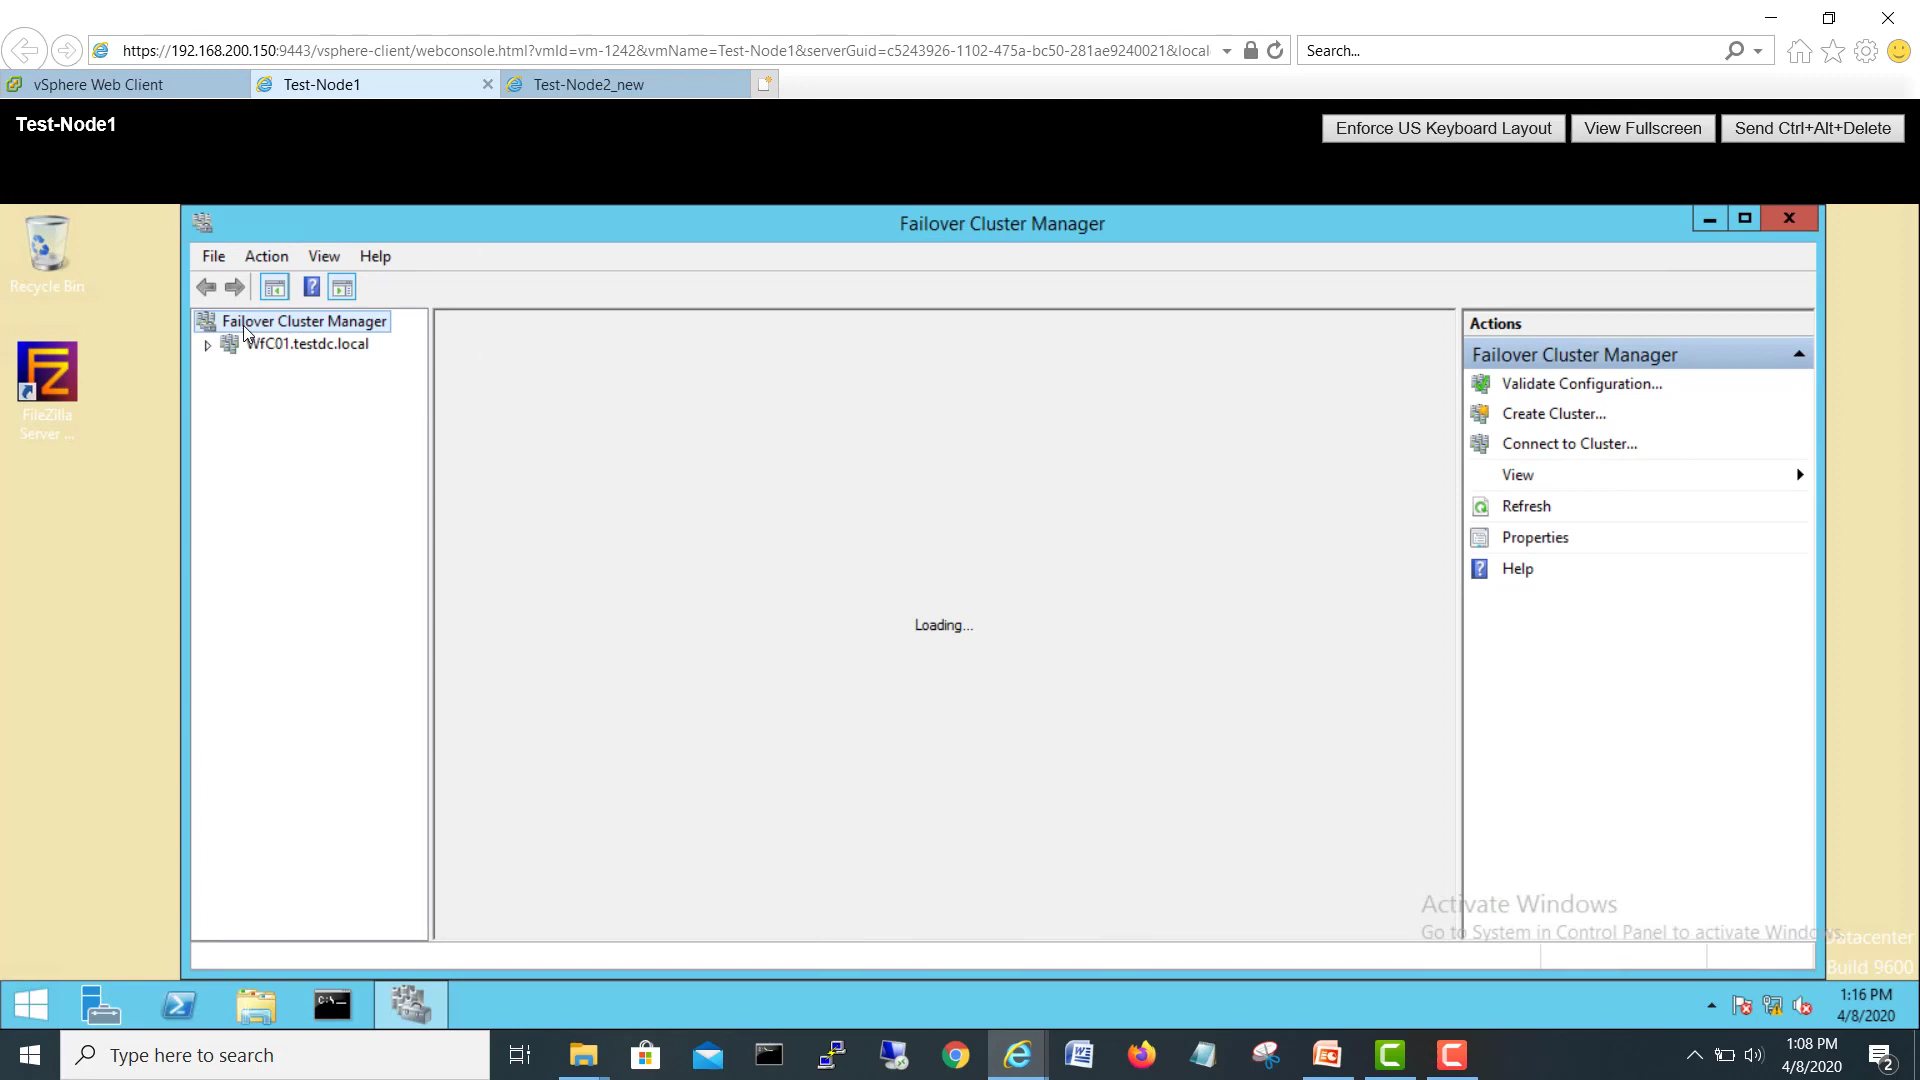 https://192.168.200.150:9443/vsphere-client/webconsole.html?vmId=vm-1242&vmName=Test-Node1&serverGuid=c5243926-1102-475a-bc50-281ae9240021&local
Search...
vSphere Web Client
Test-Node1
Test-Node2_new
Test-Node1
Enforce US Keyboard Layout
View Fullscreen
Send Ctrl+Alt+Delete
Recycle Bin
FileZilla
Server ...
Failover Cluster Manager
File Action View Help
Failover Cluster Manager
WfC01.testdc.local
Loading...
Actions
Failover Cluster Manager
Validate Configuration...
Create Cluster...
Connect to Cluster...
View
Refresh
Properties
Help
Activate Windows
Go to System in Control Panel to activate Windows.
Datacenter
Build 9600
1:16 PM
4/8/2020
Type here to search
1:08 PM
4/8/2020
2